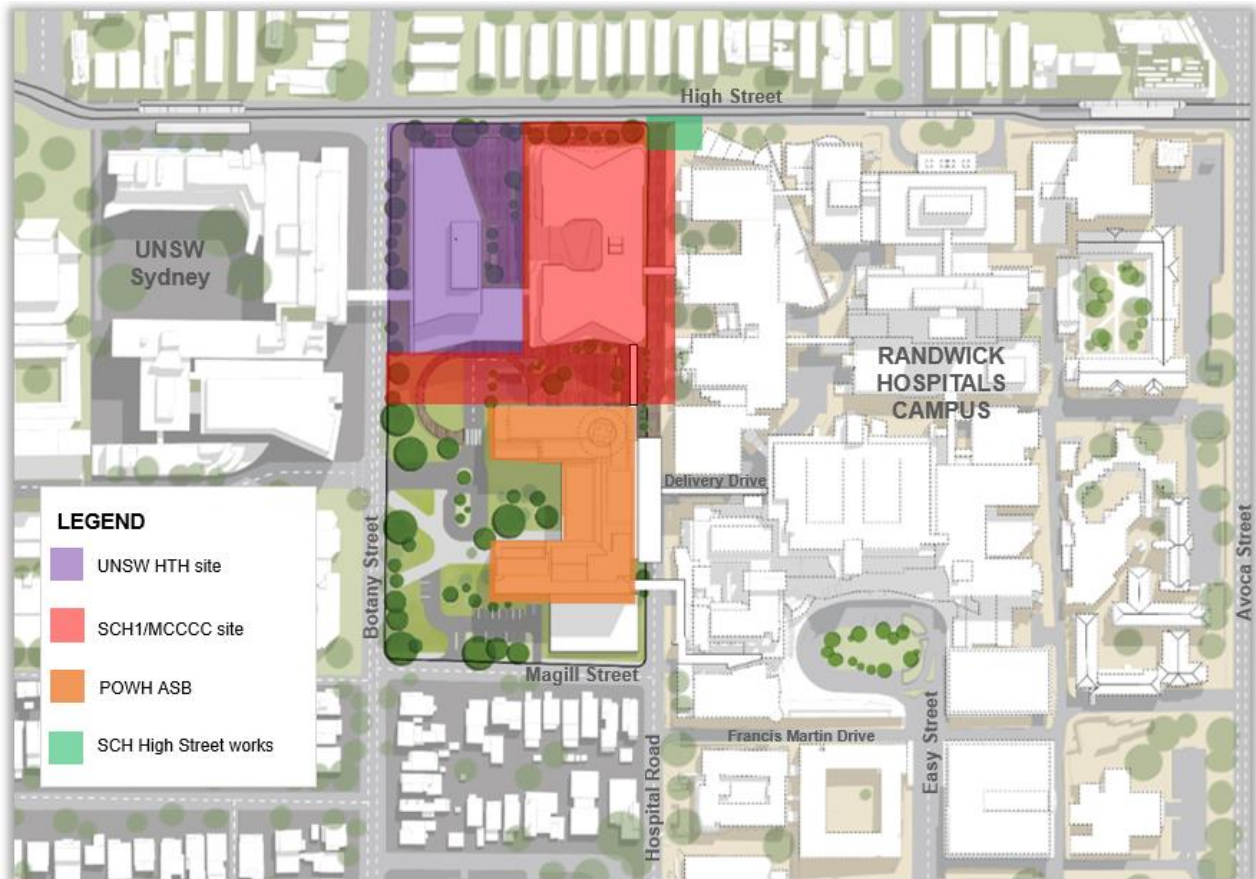 High Street
UNSW
Sydney
RANDWICK
HOSPITALS
CAMPUS
Delivery Drive
LEGEND
UNSW HTH site
SCH1/MCCCC site
POWH ASB
SCH High Street works
Botany Street
Avoca Street
Magill Street
Hospital Road
Francis Martin Drive
Easy Street